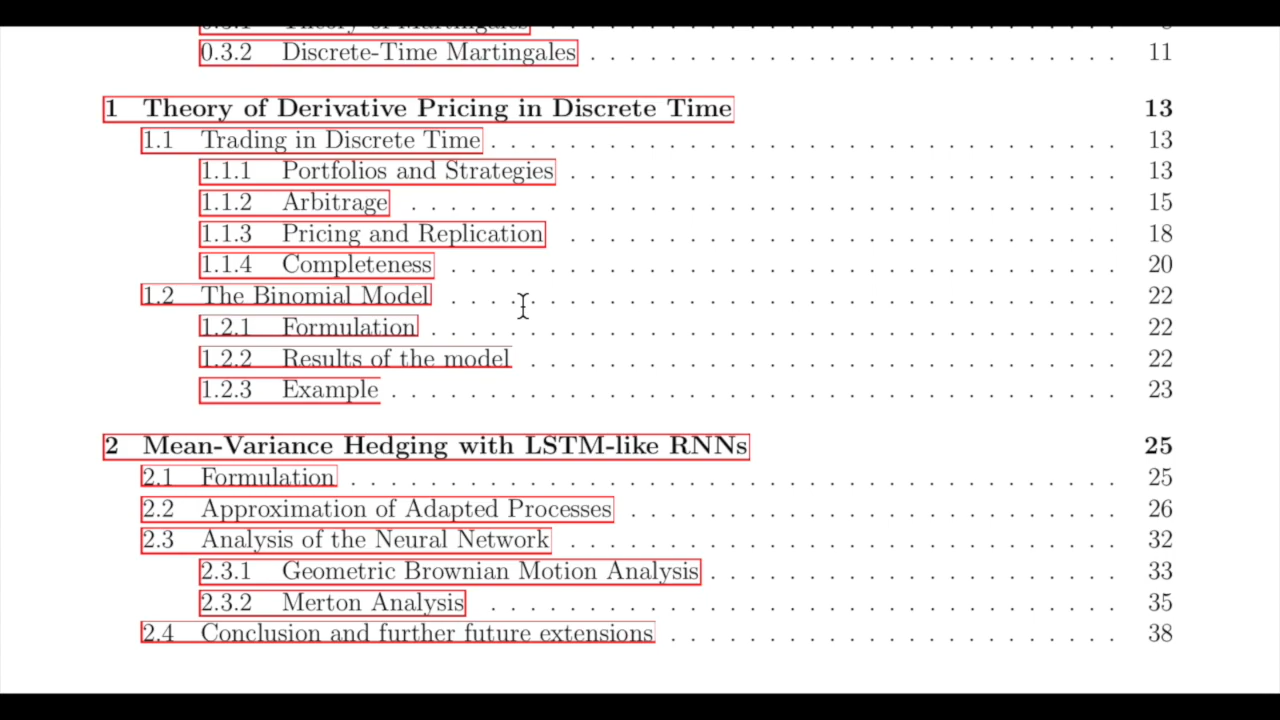 0.3.1 Theory of Martingales
0.3.2 Discrete-Time Martingales . . . . . . . . . . . . . . . . . . . . . . . . . . . 11
1 Theory of Derivative Pricing in Discrete Time 13
1.1 Trading in Discrete Time . . . . . . . . . . . . . . . . . . . . . . . . . . . . . . . . 13
1.1.1 Portfolios and Strategies . . . . . . . . . . . . . . . . . . . . . . . . . . . . 13
1.1.2 Arbitrage . . . . . . . . . . . . . . . . . . . . . . . . . . . . . . . . . . . . 15
1.1.3 Pricing and Replication . . . . . . . . . . . . . . . . . . . . . . . . . . . . 18
1.1.4 Completeness . . . . . . . . . . . . . . . . . . . . . . . . . . . . . . . . . . 20
1.2 The Binomial Model . . . . . . . . . . . . . . . . . . . . . . . . . . . . . . . . . . 22
1.2.1 Formulation . . . . . . . . . . . . . . . . . . . . . . . . . . . . . . . . . . . 22
1.2.2 Results of the model . . . . . . . . . . . . . . . . . . . . . . . . . . . . . . 22
1.2.3 Example . . . . . . . . . . . . . . . . . . . . . . . . . . . . . . . . . . . . . 23
2 Mean-Variance Hedging with LSTM-like RNNs 25
2.1 Formulation . . . . . . . . . . . . . . . . . . . . . . . . . . . . . . . . . . . . . . . 25
2.2 Approximation of Adapted Processes . . . . . . . . . . . . . . . . . . . . . . . . . 26
2.3 Analysis of the Neural Network . . . . . . . . . . . . . . . . . . . . . . . . . . . . 32
2.3.1 Geometric Brownian Motion Analysis . . . . . . . . . . . . . . . . . . . . . 33
2.3.2 Merton Analysis . . . . . . . . . . . . . . . . . . . . . . . . . . . . . . . . 35
2.4 Conclusion and further future extensions . . . . . . . . . . . . . . . . . . . . . . . 38